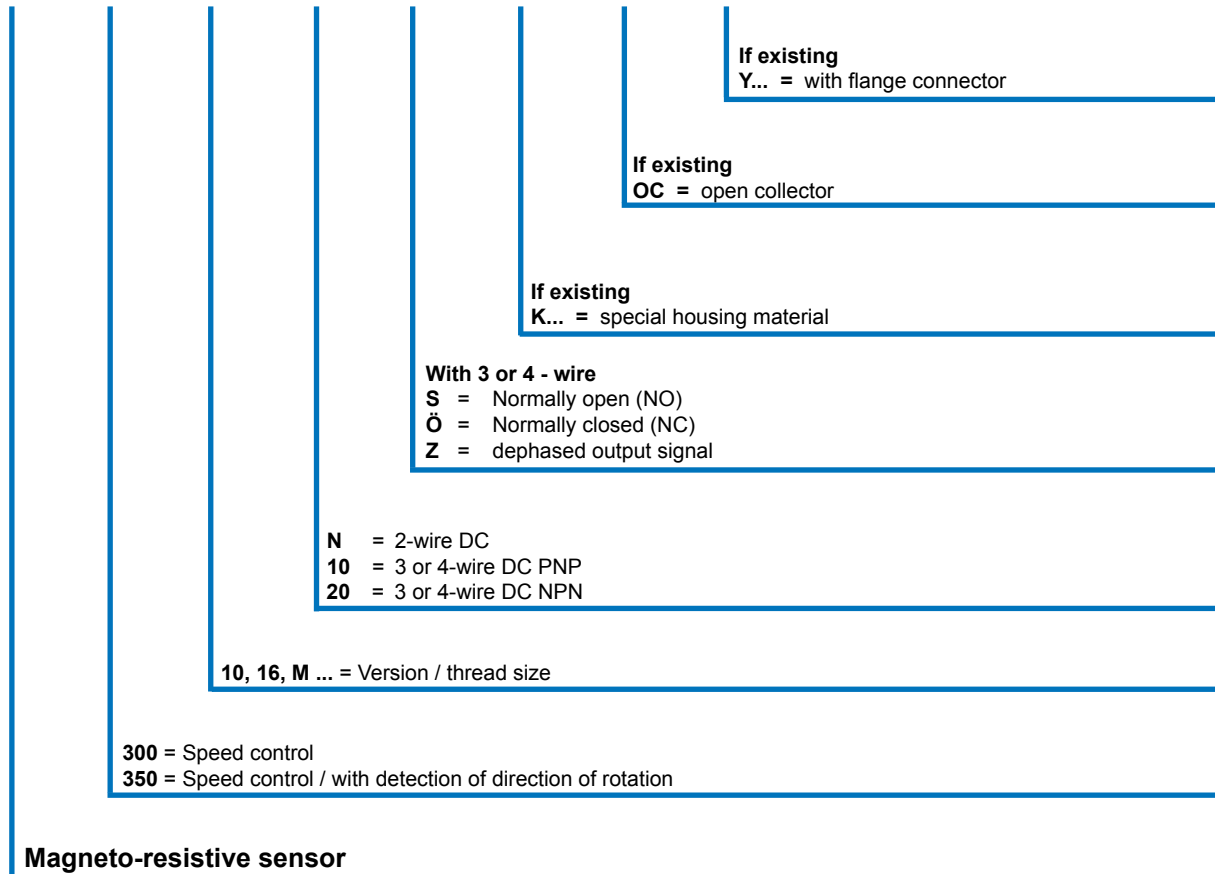 If existing
Y... = with flange connector
If existing
OC = open collector
If existing
K... = special housing material
With 3 or 4 - wire
S = Normally open (NO)
Ö = Normally closed (NC)
Z = dephased output signal
N = 2-wire DC
10 = 3 or 4-wire DC PNP
20 = 3 or 4-wire DC NPN
10, 16, M ... = Version / thread size
300 = Speed control
350 = Speed control / with detection of direction of rotation
Magneto-resistive sensor